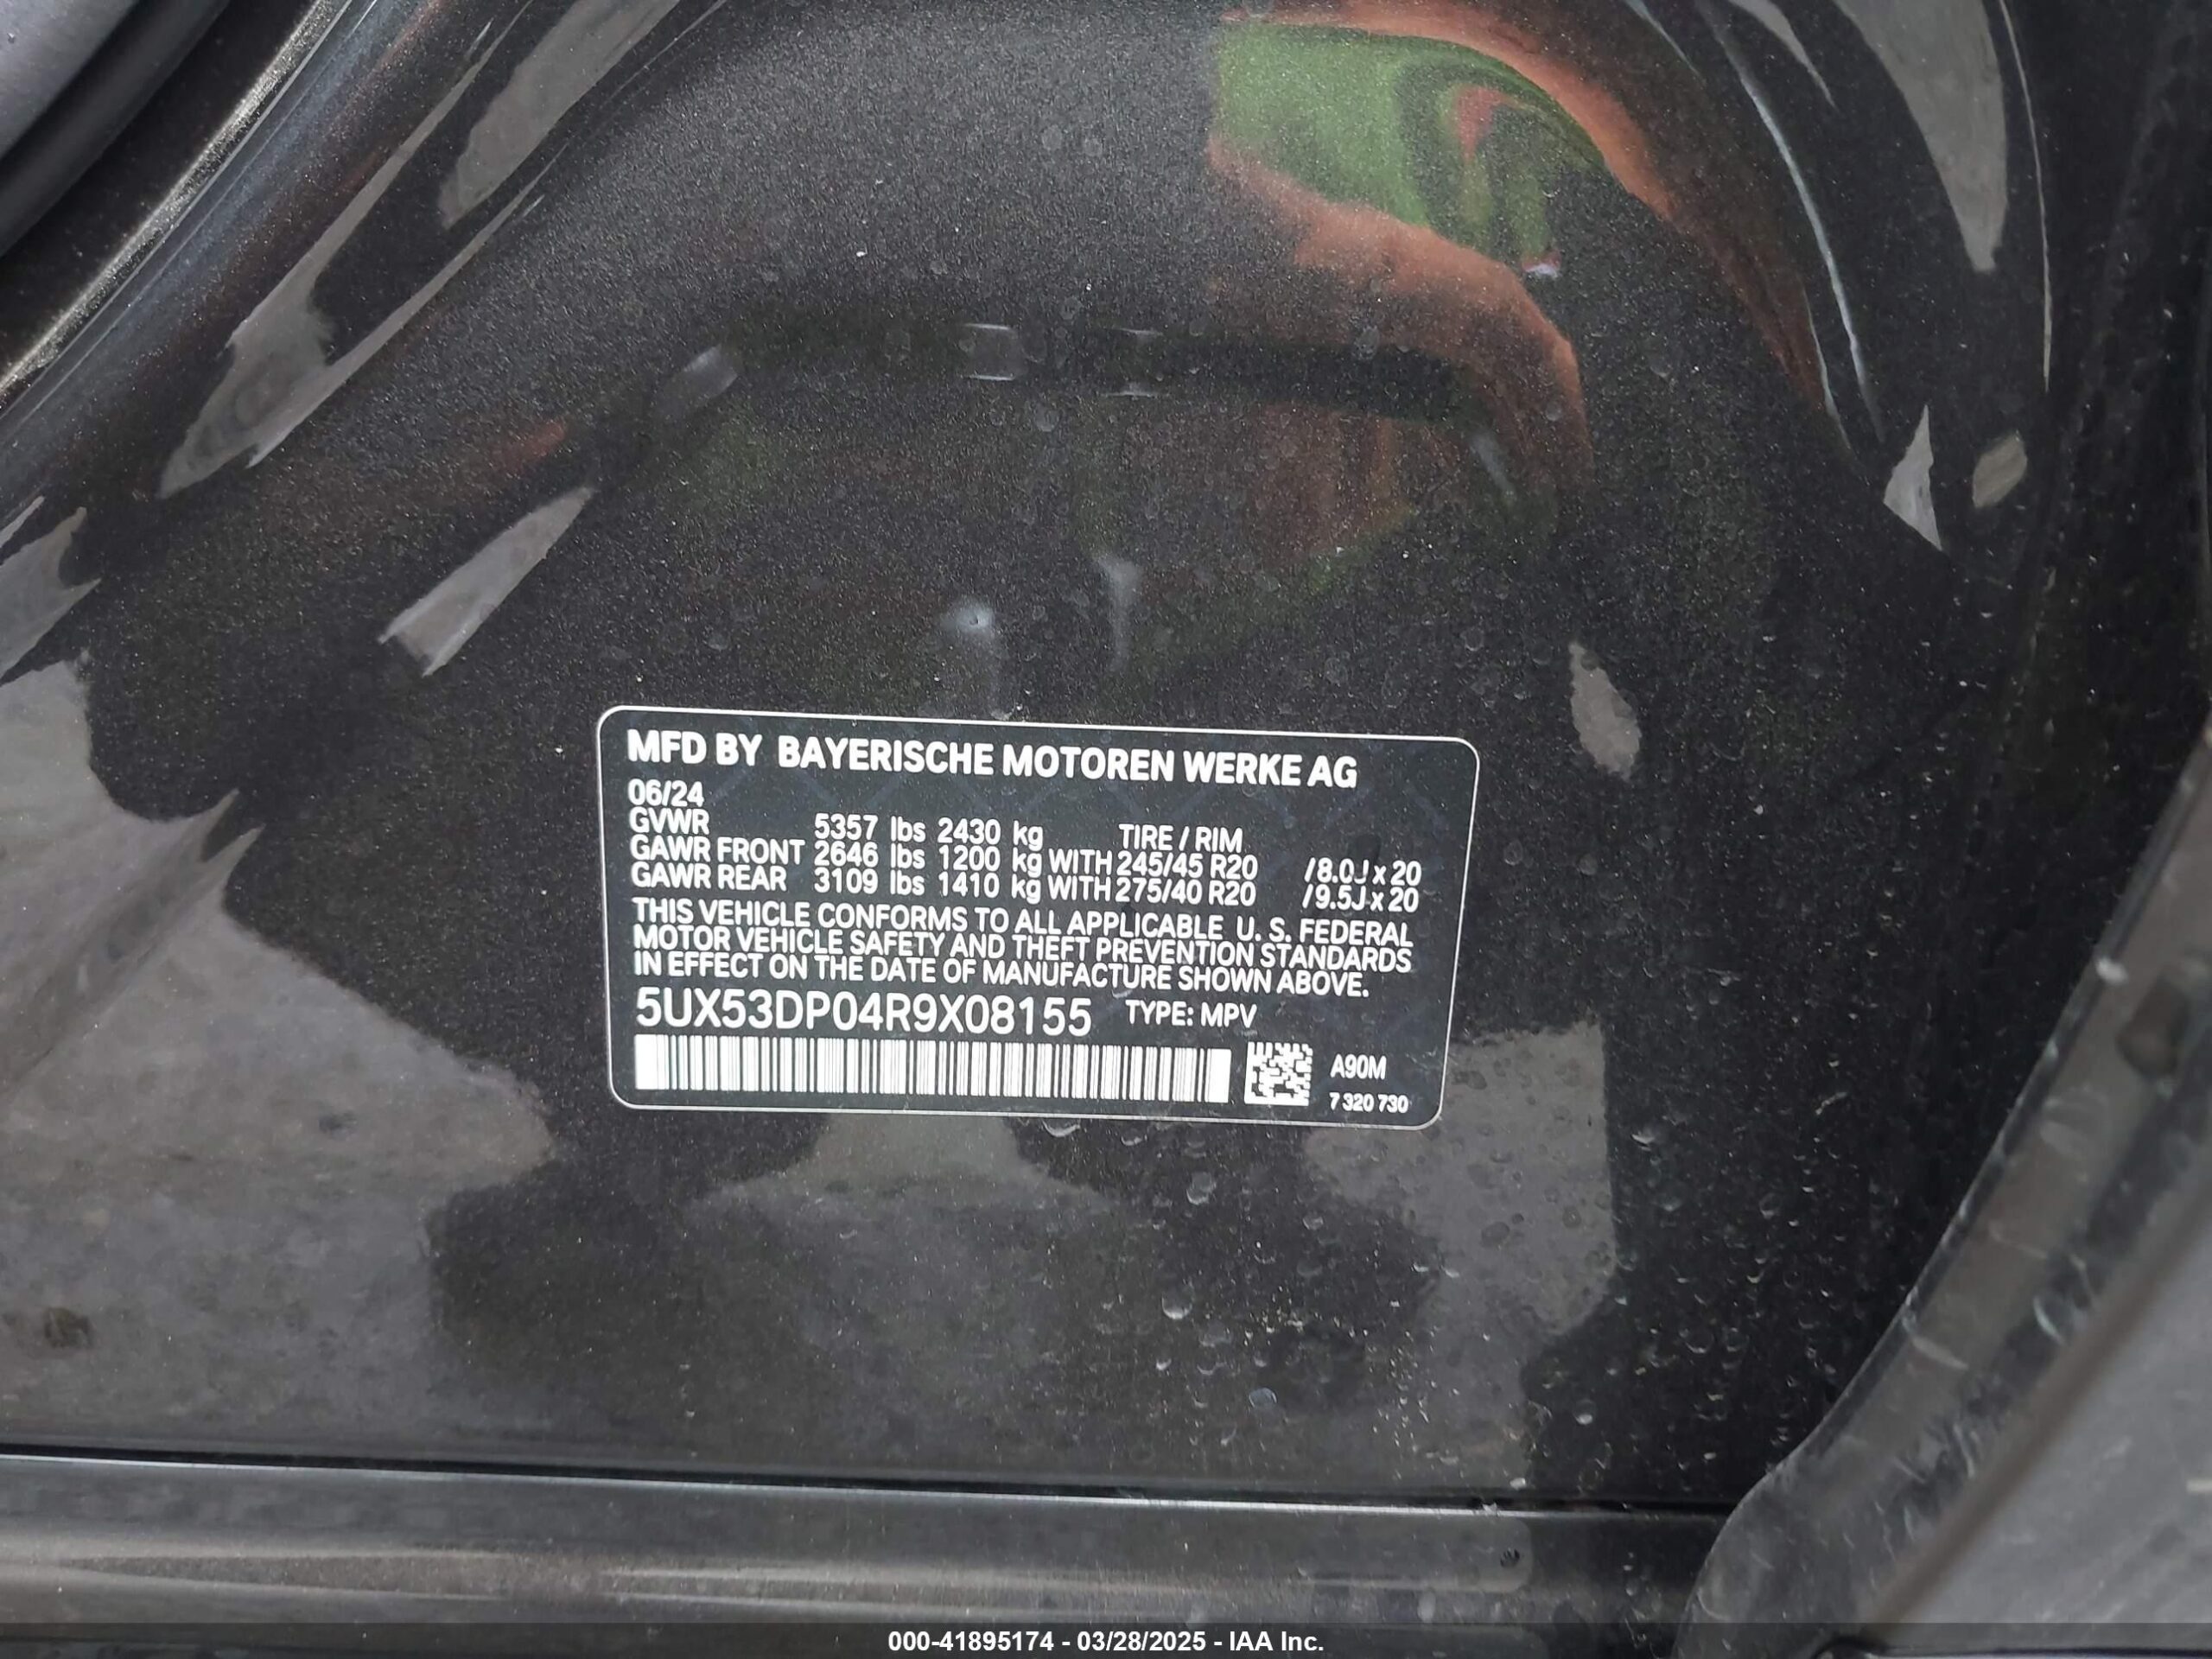 MFD BY BAYERISCHE MOTOREN WERKE AG
06/24
GVWR 5357 lbs 2430 kg TIRE / RIM
GAWR FRONT 2646 lbs 1200 kg WITH 245/45 R20 /8.0J x 20
GAWR REAR 3109 lbs 1410 kg WITH 275/40 R20 /9.5J x 20
THIS VEHICLE CONFORMS TO ALL APPLICABLE U. S. FEDERAL
MOTOR VEHICLE SAFETY AND THEFT PREVENTION STANDARDS
IN EFFECT ON THE DATE OF MANUFACTURE SHOWN ABOVE.
5UX53DP04R9X08155 TYPE: MPV
A90M
7 320 730
000-41895174 - 03/28/2025 - IAA Inc.